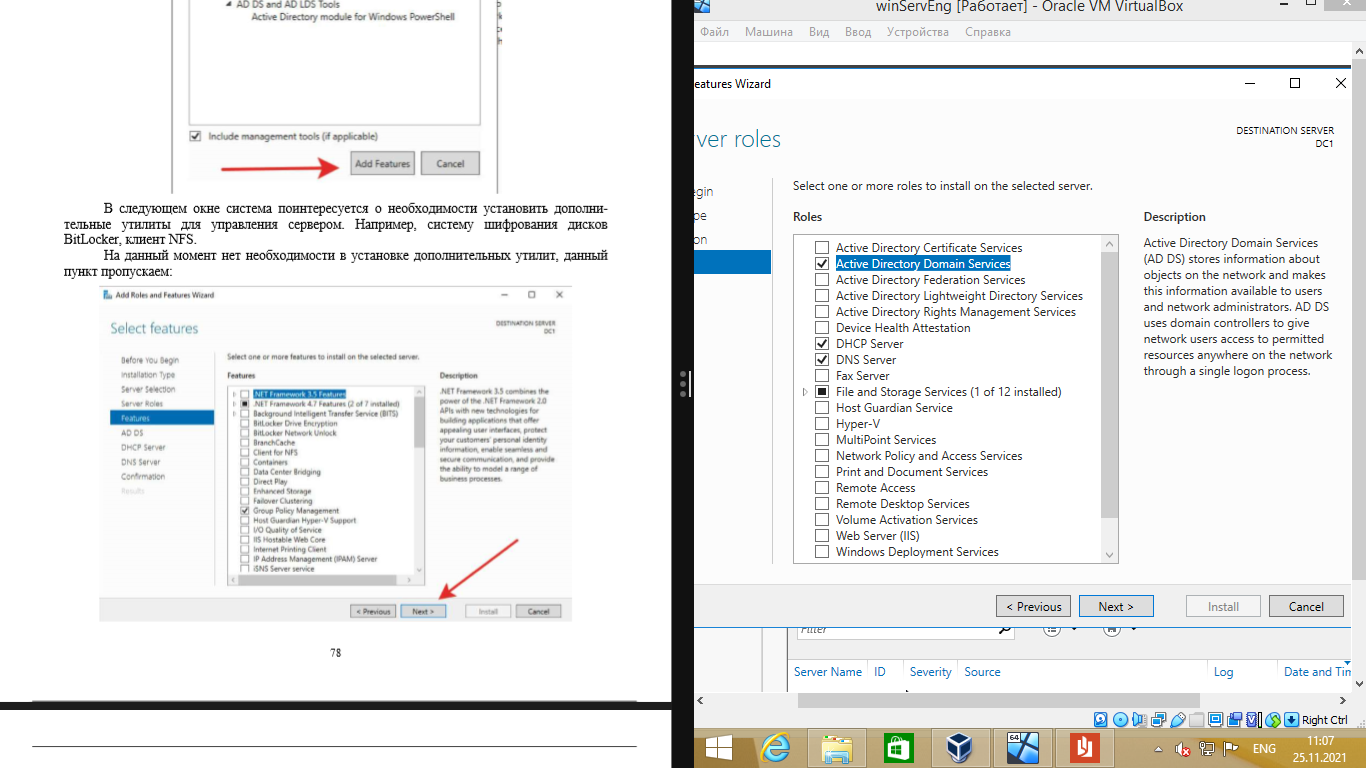 AD DS and AD LDS Tools
Active Directory module for Windows PowerShell
Include management tools (if applicable)
Add Features
Cancel
В следующем окне система поинтересуется о необходимости установить дополни-
тельные утилиты для управления сервером. Например, систему шифрования дисков
BitLocker, клиент NFS.
На данный момент нет необходимости в установке дополнительных утилит, данный
пункт пропускаем:
Add Roles and Features Wizard
Select features
DESTINATION SERVER
DC1
Before You Begin
Installation Type
Server Selection
Server Roles
Features
AD DS
DHCP Server
DNS Server
Confirmation
Results
Select one or more features to install on the selected server.
Features
.NET Framework 3.5 Features
.NET Framework 4.7 Features (2 of 7 installed)
Background Intelligent Transfer Service (BITS)
BitLocker Drive Encryption
BitLocker Network Unlock
BranchCache
Client for NFS
Containers
Data Center Bridging
Direct Play
Enhanced Storage
Failover Clustering
Group Policy Management
Host Guardian Hyper-V Support
I/O Quality of Service
IIS Hostable Web Core
Internet Printing Client
IP Address Management (IPAM) Server
iSNS Server service
Description
.NET Framework 3.5 combines the
power of the .NET Framework 2.0
APIs with new technologies for
building applications that offer
appealing user interfaces, protect
your customers' personal identity
information, enable seamless and
secure communication, and provide
the ability to model a range of
business processes.
< Previous
Next >
Install
Cancel
78
winServEng [Работает] - Oracle VM VirtualBox
Файл Машина Вид Ввод Устройства Справка
eatures Wizard
ver roles
DESTINATION SERVER
DC1
egin
pe
on
Select one or more roles to install on the selected server.
Roles
Active Directory Certificate Services
Active Directory Domain Services
Active Directory Federation Services
Active Directory Lightweight Directory Services
Active Directory Rights Management Services
Device Health Attestation
DHCP Server
DNS Server
Fax Server
File and Storage Services (1 of 12 installed)
Host Guardian Service
Hyper-V
MultiPoint Services
Network Policy and Access Services
Print and Document Services
Remote Access
Remote Desktop Services
Volume Activation Services
Web Server (IIS)
Windows Deployment Services
Description
Active Directory Domain Services
(AD DS) stores information about
objects on the network and makes
this information available to users
and network administrators. AD DS
uses domain controllers to give
network users access to permitted
resources anywhere on the network
through a single logon process.
< Previous
Next >
Install
Cancel
Filter
Server Name ID Severity Source Log Date and Tim
Right Ctrl
64
ENG
11:07
25.11.2021